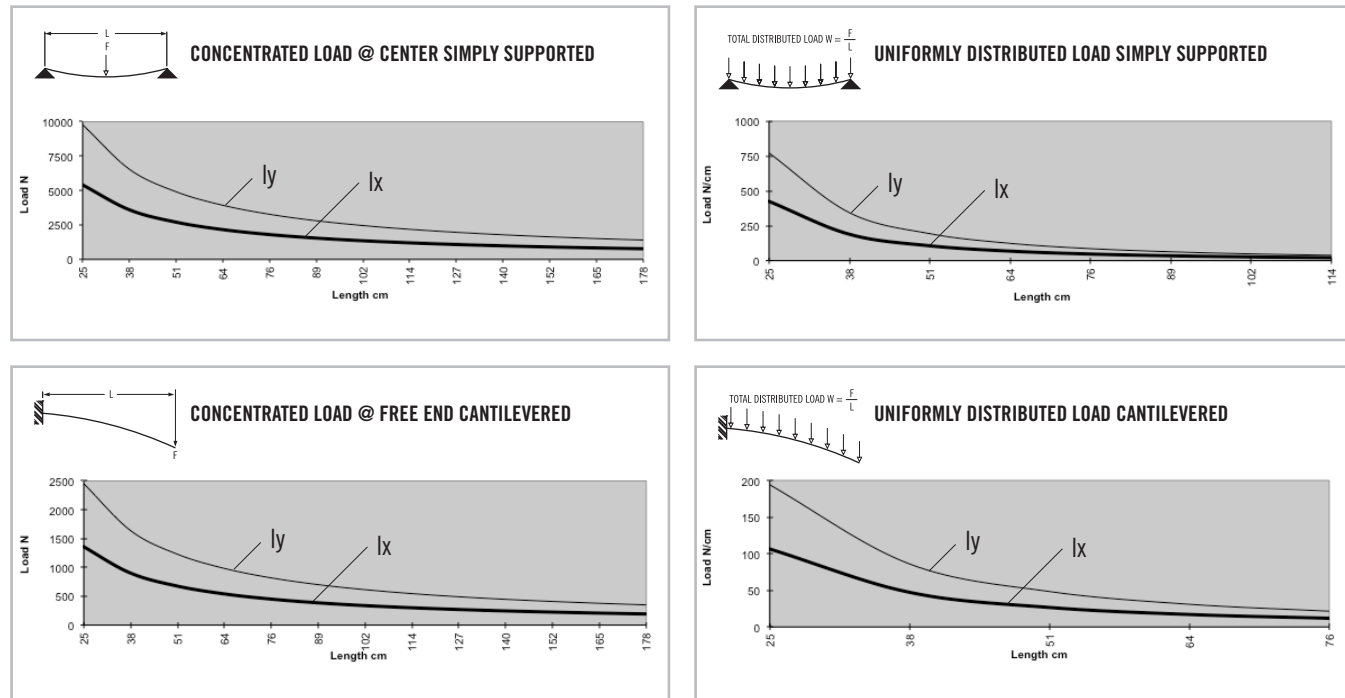 L
F
CONCENTRATED LOAD @ CENTER SIMPLY SUPPORTED
Load N
10000
7500
5000
2500
0
Iy
Ix
25 38 51 64 76 89 102 114 127 140 152 165 178
Length cm
TOTAL DISTRIBUTED LOAD W = F/L
UNIFORMLY DISTRIBUTED LOAD SIMPLY SUPPORTED
Load N/cm
1000
750
500
250
0
Iy
Ix
25 38 51 64 76 89 102 114
Length cm
L
F
CONCENTRATED LOAD @ FREE END CANTILEVERED
Load N
2500
2000
1500
1000
500
0
Iy
Ix
25 38 51 64 76 89 102 114 127 140 152 165 178
Length cm
TOTAL DISTRIBUTED LOAD W = F/L
UNIFORMLY DISTRIBUTED LOAD CANTILEVERED
Load N/cm
200
150
100
50
0
Iy
Ix
25 38 51 64 76
Length cm